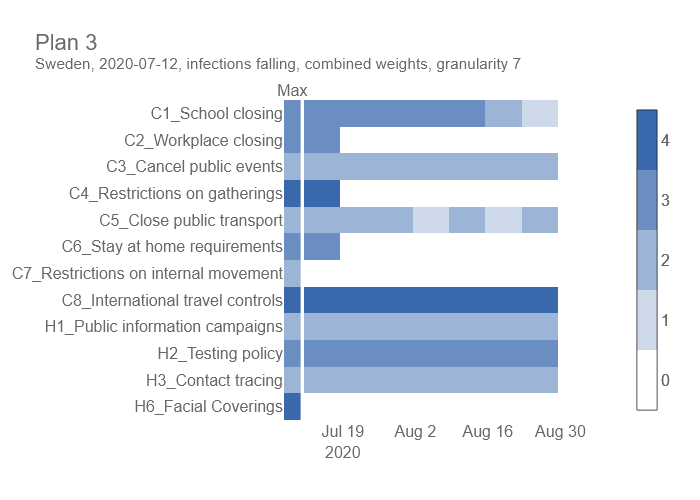 Plan 3
Sweden, 2020-07-12, infections falling, combined weights, granularity 7
Max
C1_School closing
C2_Workplace closing
C3_Cancel public events
C4_Restrictions on gatherings
C5_Close public transport
C6_Stay at home requirements
C7_Restrictions on internal movement
C8_International travel controls
H1_Public information campaigns
H2_Testing policy
H3_Contact tracing
H6_Facial Coverings
Jul 19 Aug 2 Aug 16 Aug 30
2020
4
3
2
1
0